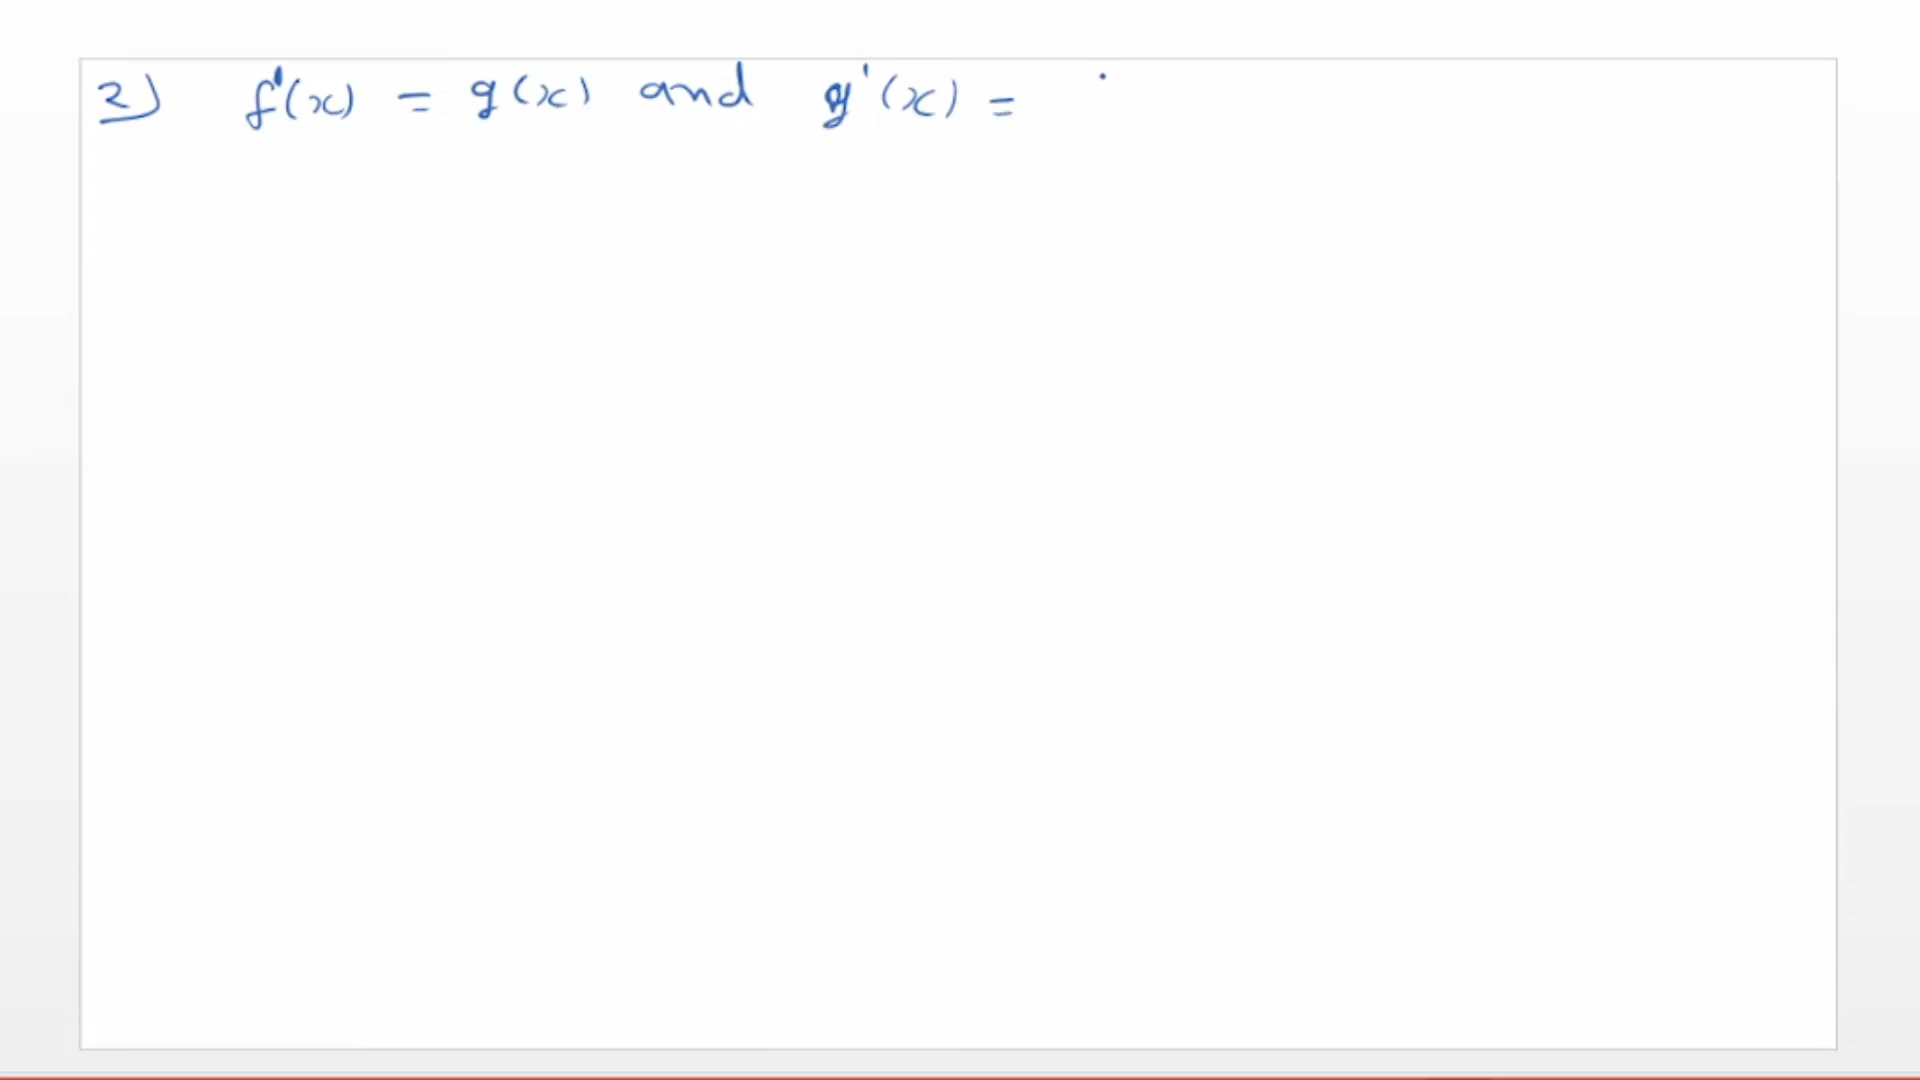 2) f'(x) = g(x) and g'(x) =